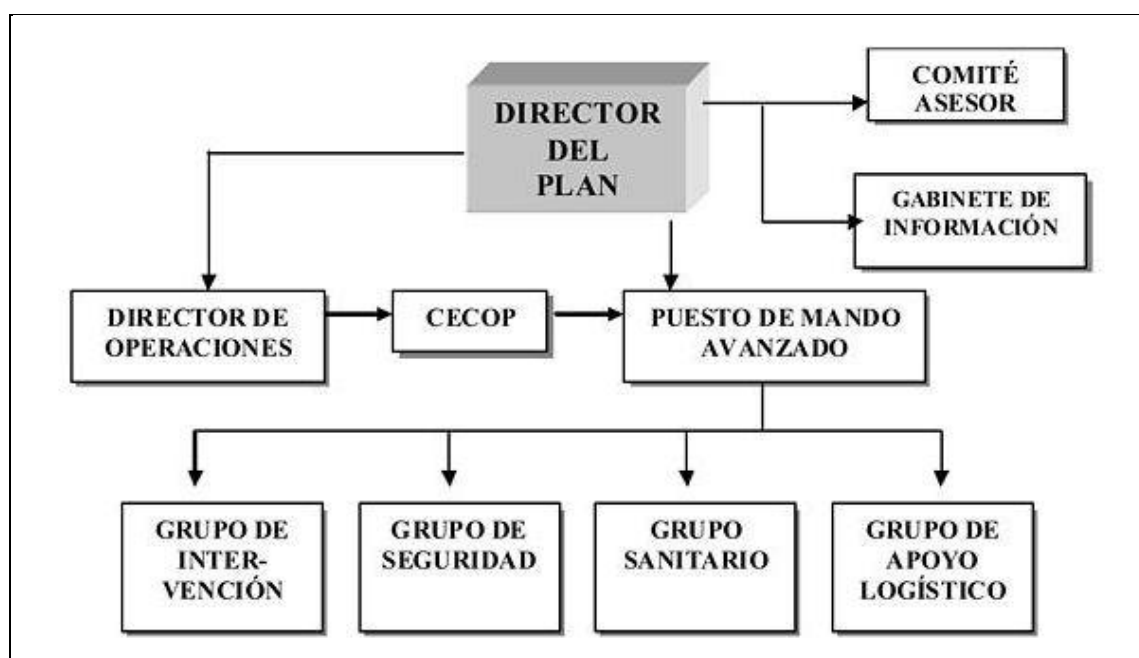 DIRECTOR
DEL
PLAN
COMITÉ
ASESOR
GABINETE DE
INFORMACIÓN
DIRECTOR DE
OPERACIONES
CECOP
PUESTO DE MANDO
AVANZADO
GRUPO DE
INTER-
VENCIÓN
GRUPO DE
SEGURIDAD
GRUPO
SANITARIO
GRUPO DE
APOYO
LOGÍSTICO